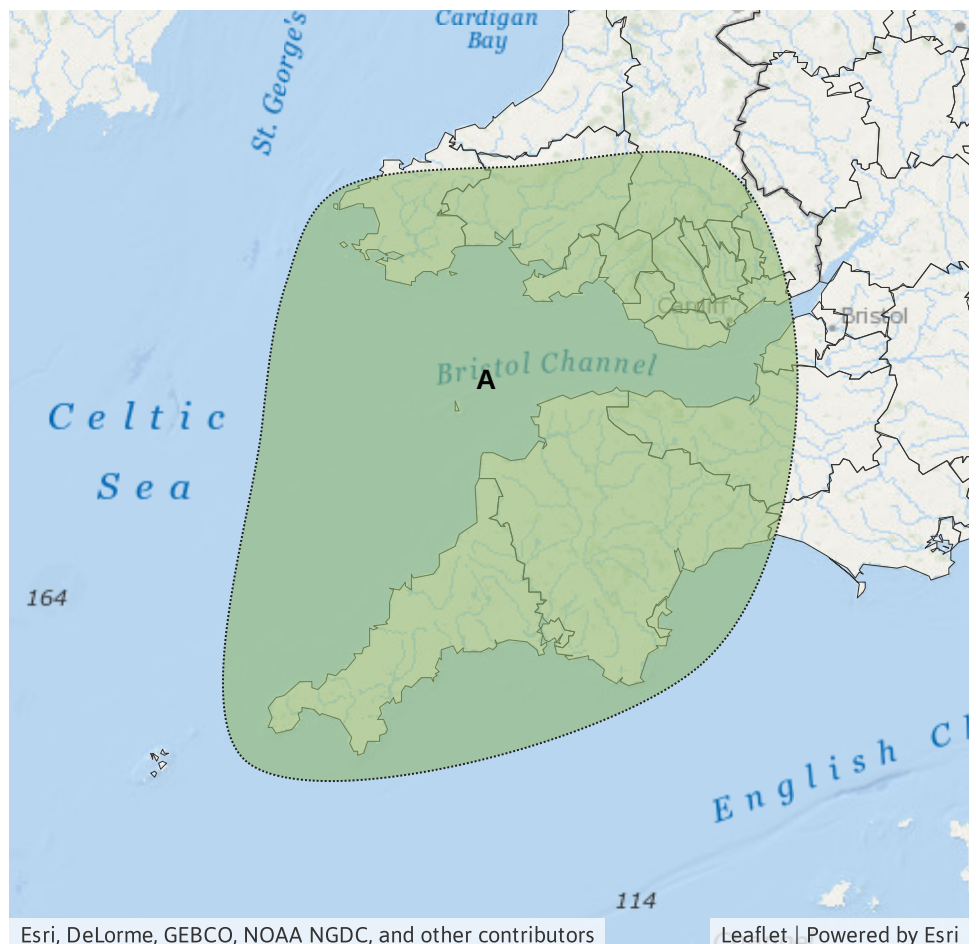 Cardigan
Bay
St. George's
Cardiff
Bristol
Bristol Channel
A
Celtic
Sea
164
English Ch
114
Esri, DeLorme, GEBCO, NOAA NGDC, and other contributors
Leaflet | Powered by Esri